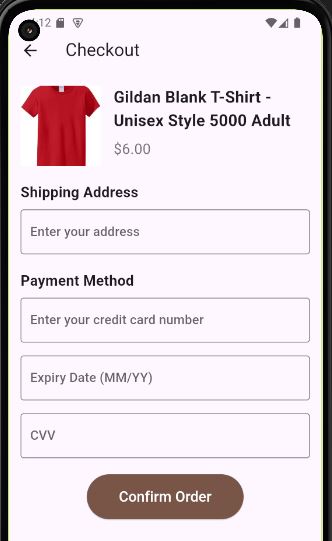 :12
Checkout
Gildan Blank T-Shirt -
Unisex Style 5000 Adult
$6.00
Shipping Address
Enter your address
Payment Method
Enter your credit card number
Expiry Date (MM/YY)
CVV
Confirm Order